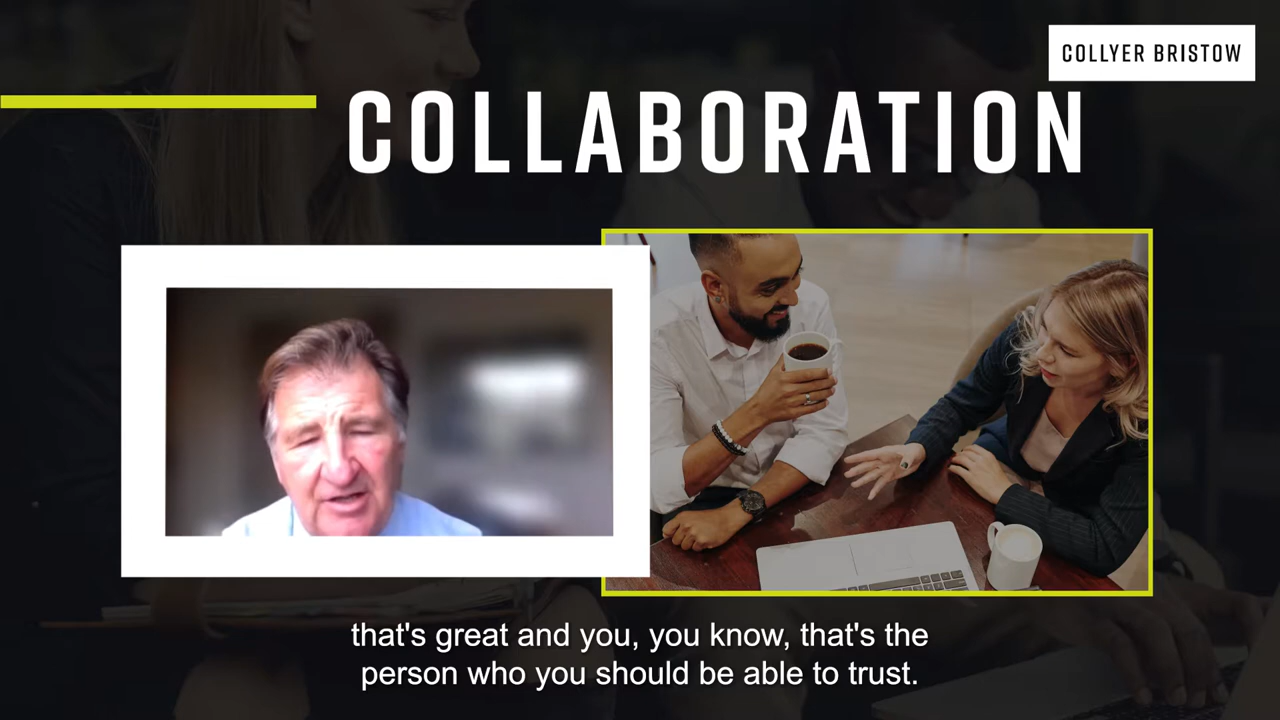 COLLYER BRISTOW
COLLABORATION
that's great and you, you know, that's the
person who you should be able to trust.